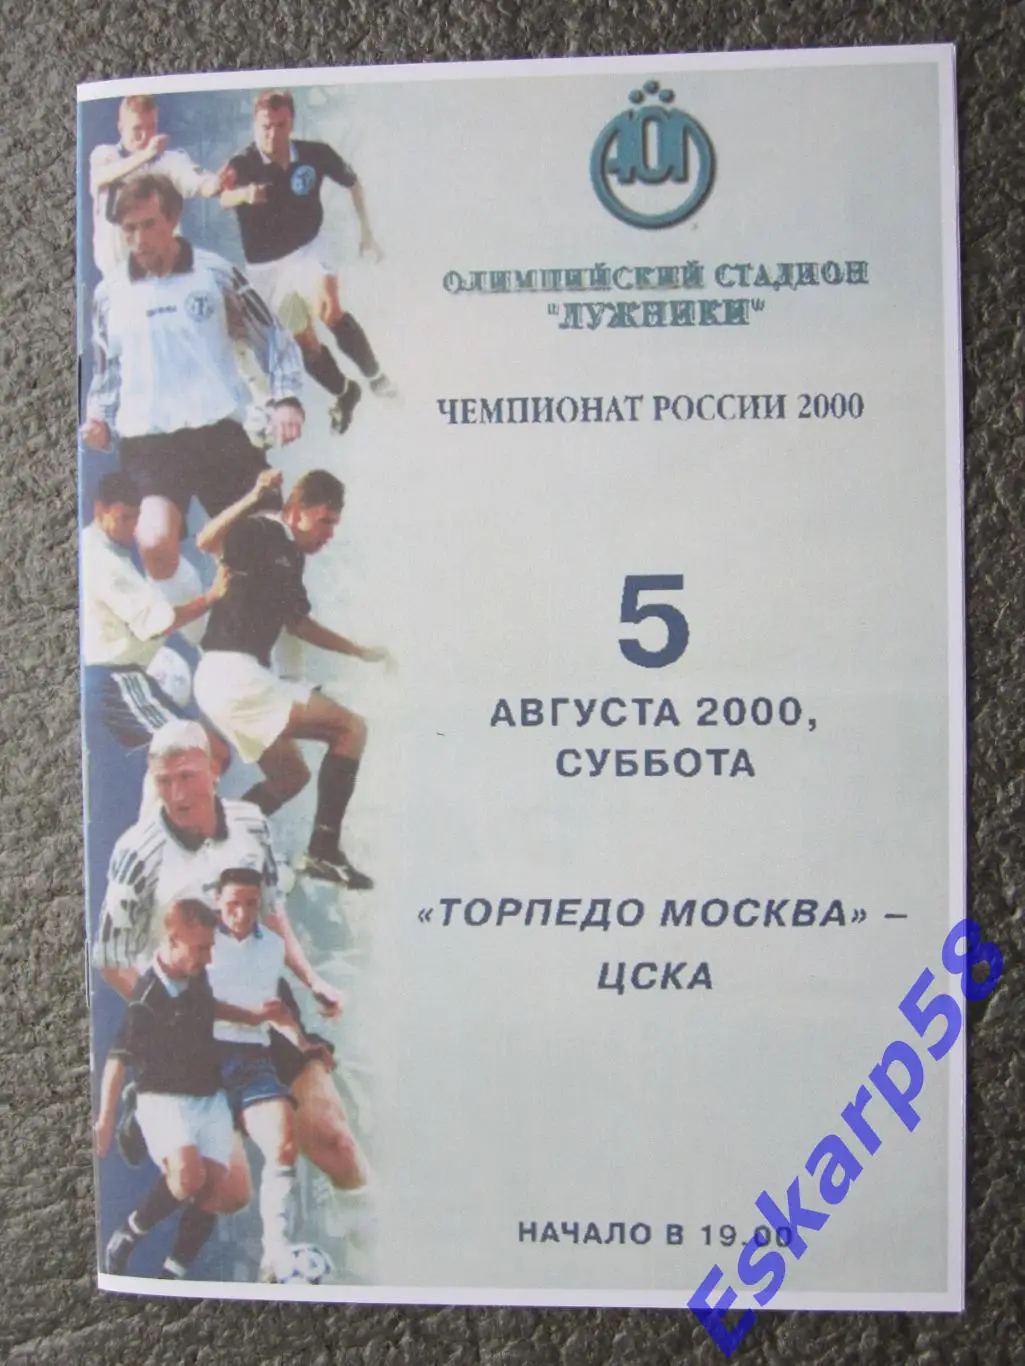 ОЛИМПИЙСКИЙ СТАДИОН
"ЛУЖНИКИ"
ЧЕМПИОНАТ РОССИИ 2000
5
АВГУСТА 2000,
СУББОТА
«ТОРПЕДО МОСКВА» –
ЦСКА
НАЧАЛО В 19.00
Eskarp58